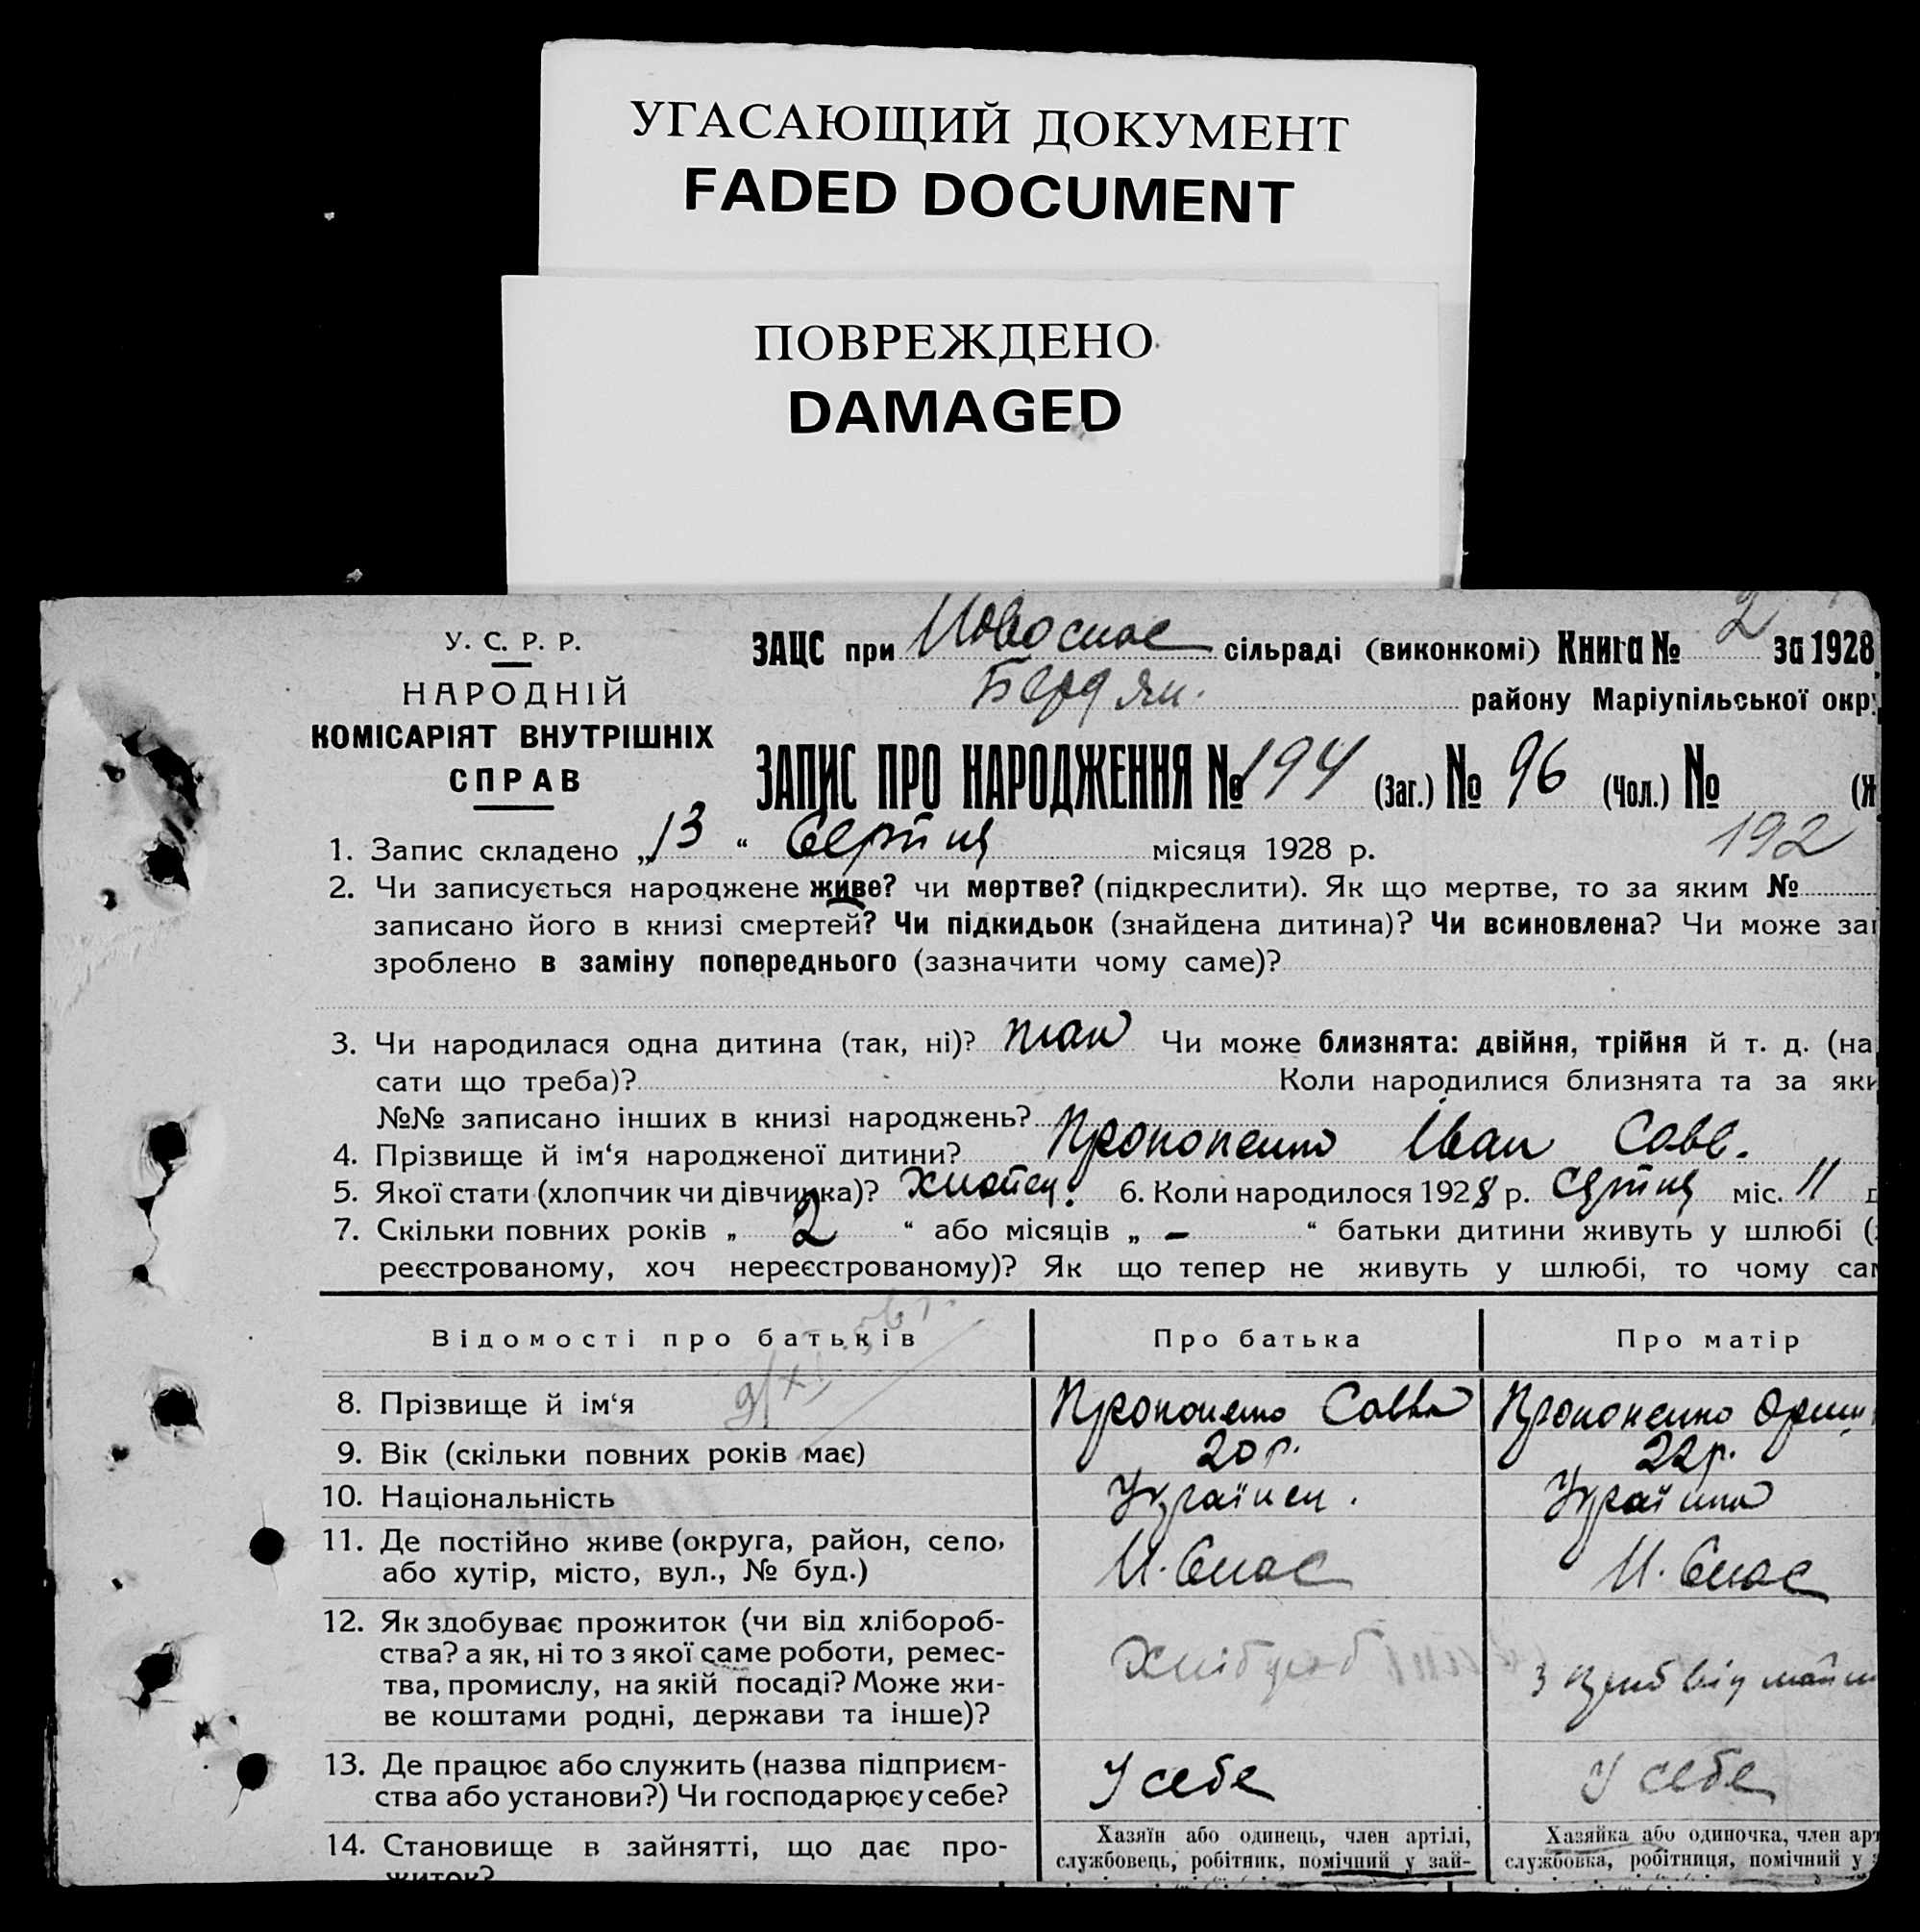 УГАСАЮЩИЙ ДОКУМЕНТ
FADED DOCUMENT
ПОВРЕЖДЕНО
DAMAGED
У. С. Р. Р.
НАРОДНІЙ
КОМІСАРІЯТ ВНУТРІШНІХ
СПРАВ
ЗАЦС при Новоспас сільраді (виконкомі) Книга № 2 за 1928
Бердян. району Маріупільської окр
ЗАПИС ПРО НАРОДЖЕННЯ № 194 (Заг.) № 96 (Чол.) № (Ж
192
1. Запис складено „13“ Серпня місяця 1928 р.
2. Чи записується народжене живе? чи мертве? (підкреслити). Як що мертве, то за яким №
записано його в книзі смертей? Чи підкидьок (знайдена дитина)? Чи всиновлена? Чи може за
зроблено в заміну попереднього (зазначити чому саме)?
3. Чи народилася одна дитина (так, ні)? так Чи може близнята: двійня, трійня й т. д. (на
сати що треба)? Коли народилися близнята та за яки
№№ записано інших в книзі народжень?
4. Прізвище й ім‘я народженої дитини? Прокопенко Іван Савв.
5. Якої стати (хлопчик чи дівчинка)? Хлопец. 6. Коли народилося 1928 р. Серпня міс. 11 д
7. Скільки повних років „ 2 “ або місяців „ – “ батьки дитини живуть у шлюбі (
реєстрованому, хоч нереєстрованому)? Як що тепер не живуть у шлюбі, то чому са
Відомості про батьків Про батька Про матір
8. Прізвище й ім‘я Прокопенко Савва Прокопенко Орин
9. Вік (скільки повних років має) 20 р. 22 р.
10. Національність Українец. Українка
11. Де постійно живе (округа, район, село, Н. Спас Н. Спас
або хутір, місто, вул., № буд.)
12. Як здобуває прожиток (чи від хлібороб-
ства? а як, ні то з якої саме роботи, ремес- Хлібороб
тва, промислу, на якій посаді? Може жи-
ве коштами родні, держави та інше)?
13. Де працює або служить (назва підприєм- У себе У себе
ства або установи?) Чи господарює у себе?
14. Становище в зайнятті, що дає про- Хазяїн або одинець, член артілі, Хазяйка або одиночка, член арт
житок? службовець, робітник, помічний у зай- службовка, робітниця, помічний у з